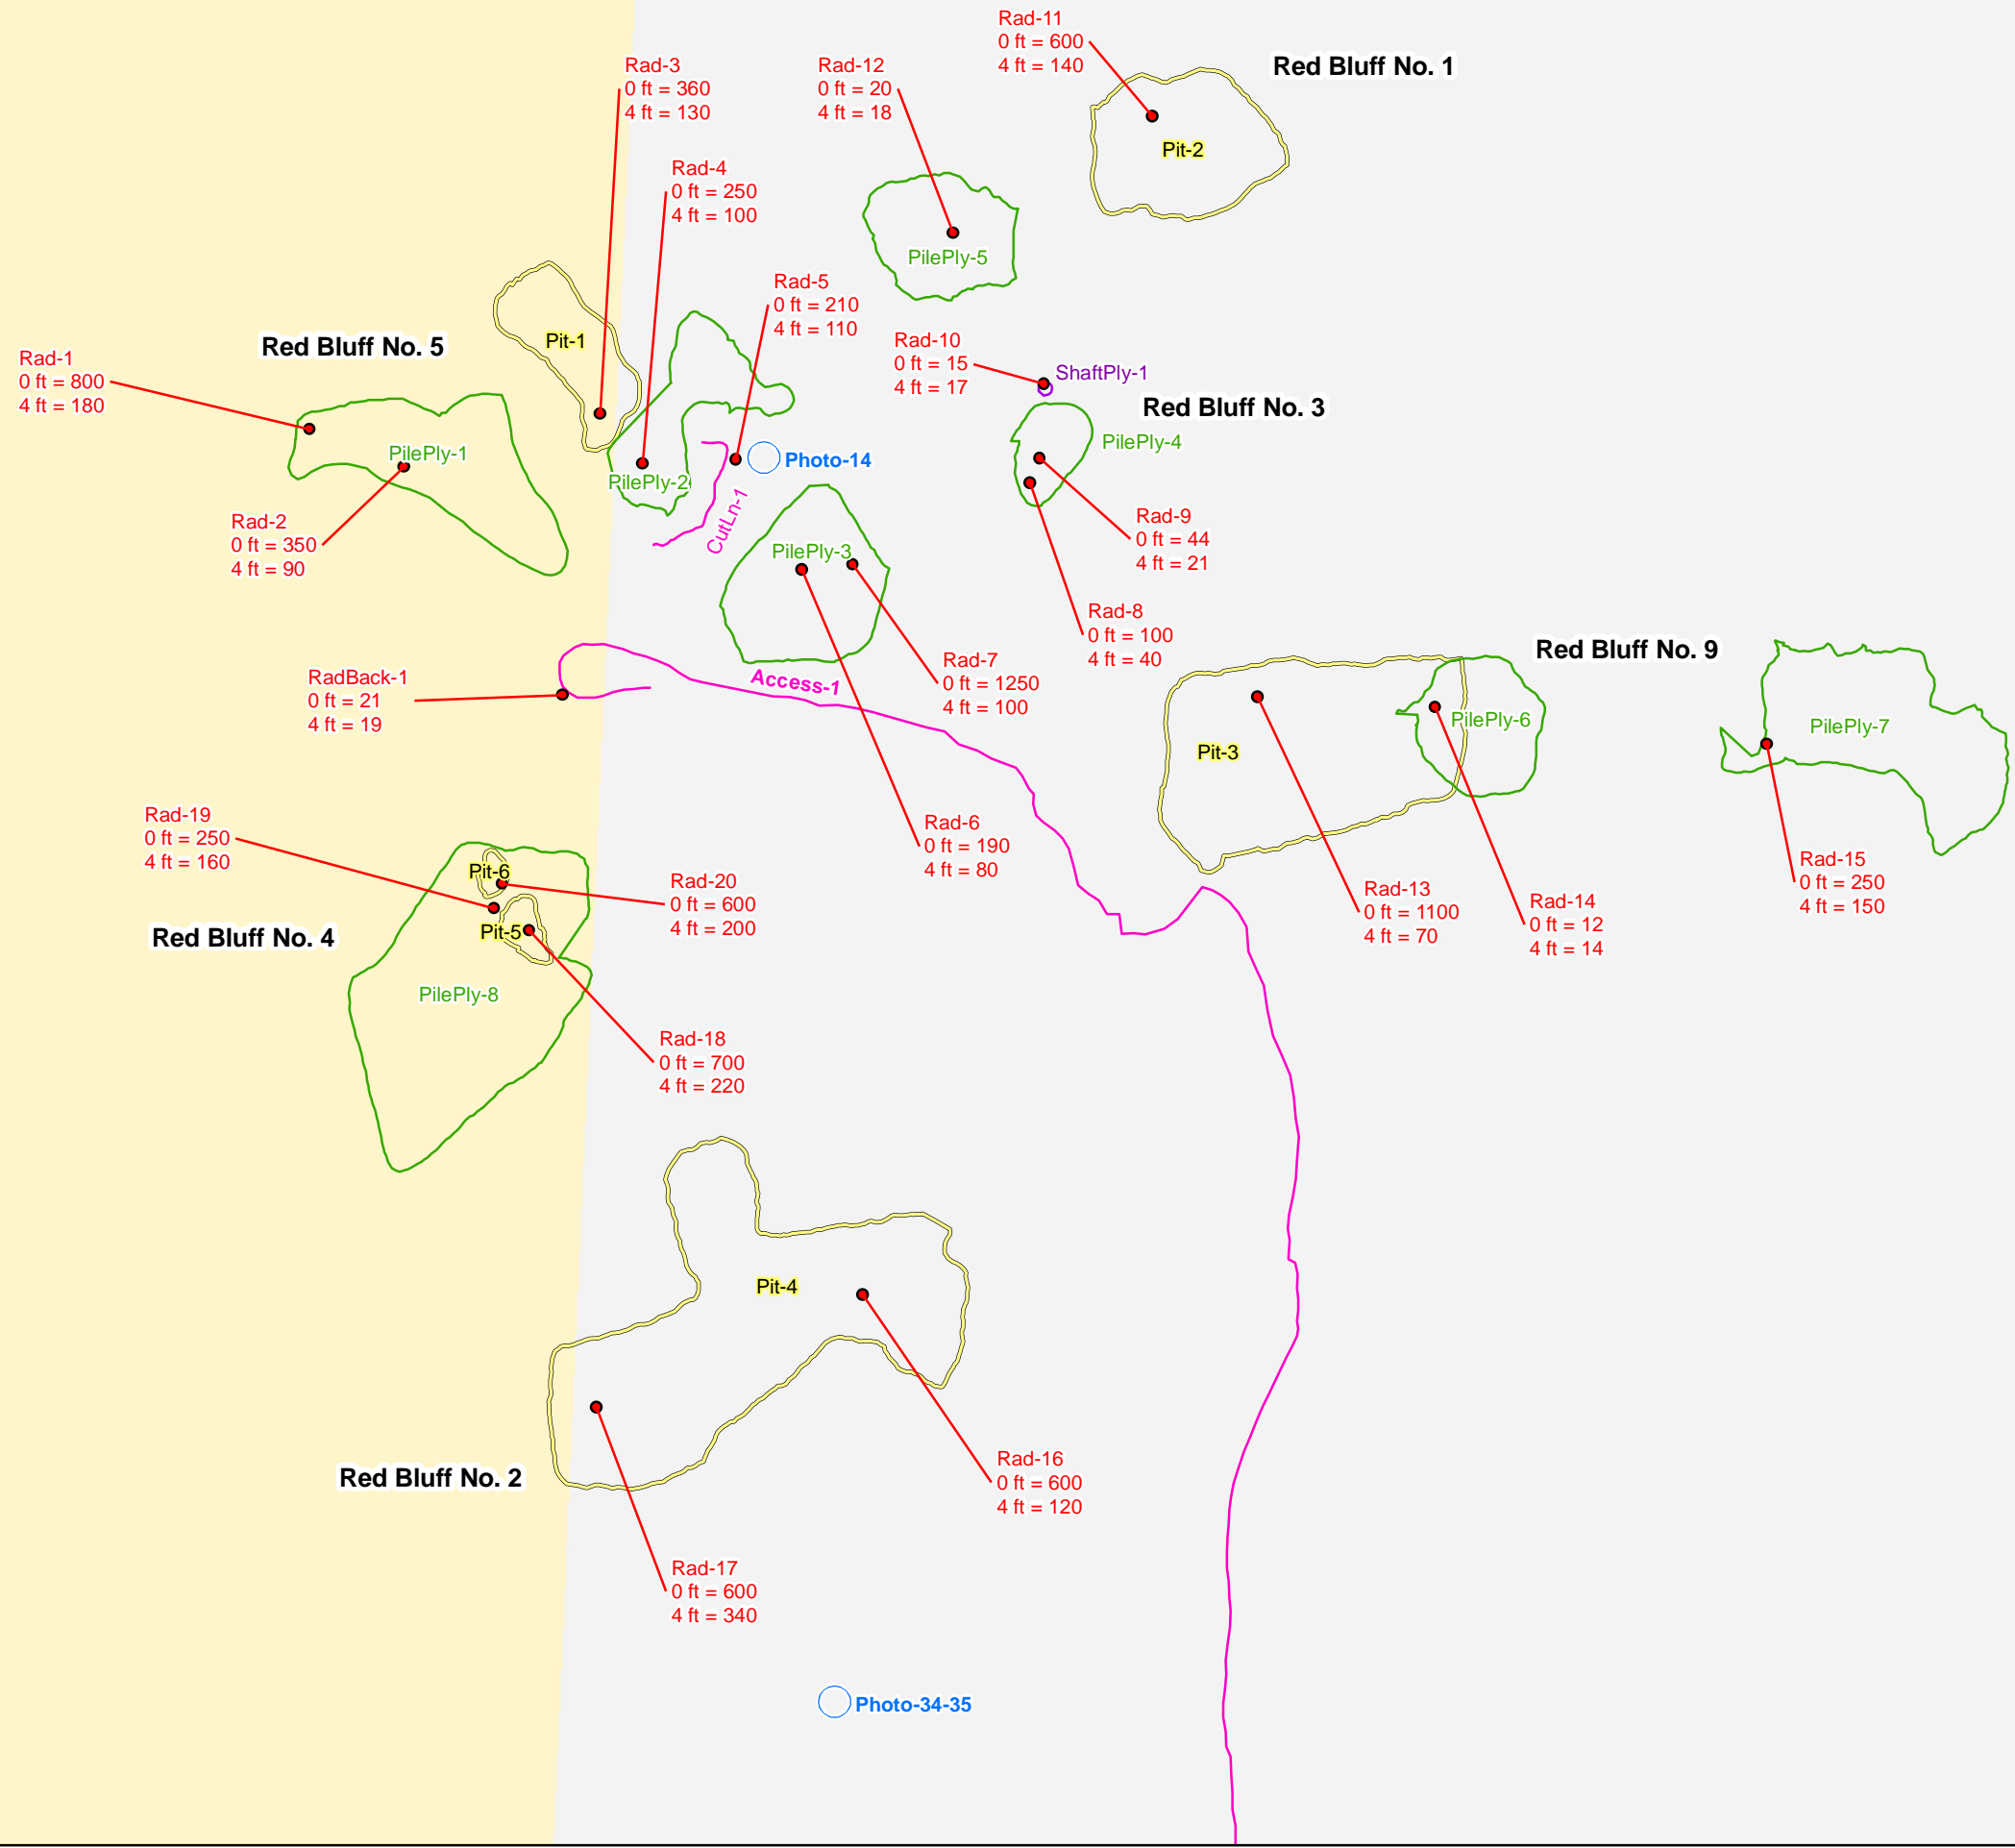 Rad-11
0 ft = 600
4 ft = 140
Red Bluff No. 1
Rad-3
0 ft = 360
4 ft = 130
Rad-12
0 ft = 20
4 ft = 18
Pit-2
Rad-4
0 ft = 250
4 ft = 100
PilePly-5
Rad-5
0 ft = 210
4 ft = 110
Pit-1
Red Bluff No. 5
Rad-1
0 ft = 800
4 ft = 180
Rad-10
0 ft = 15
4 ft = 17
ShaftPly-1
Red Bluff No. 3
PilePly-4
PilePly-1
Photo-14
PilePly-2
CutLn-1
Rad-2
0 ft = 350
4 ft = 90
Rad-9
0 ft = 44
4 ft = 21
PilePly-3
Rad-8
0 ft = 100
4 ft = 40
Red Bluff No. 9
Rad-7
0 ft = 1250
4 ft = 100
RadBack-1
0 ft = 21
4 ft = 19
Access-1
Pit-3
PilePly-6
PilePly-7
Rad-19
0 ft = 250
4 ft = 160
Rad-6
0 ft = 190
4 ft = 80
Pit-6
Rad-20
0 ft = 600
4 ft = 200
Rad-13
0 ft = 1100
4 ft = 70
Rad-14
0 ft = 12
4 ft = 14
Rad-15
0 ft = 250
4 ft = 150
Pit-5
Red Bluff No. 4
PilePly-8
Rad-18
0 ft = 700
4 ft = 220
Pit-4
Red Bluff No. 2
Rad-16
0 ft = 600
4 ft = 120
Rad-17
0 ft = 600
4 ft = 340
Photo-34-35